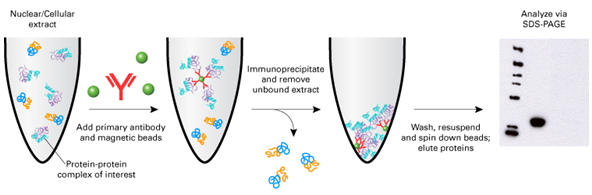 Nuclear/Cellular
extract
Protein-protein
complex of interest
Add primary antibody
and magnetic beads
Immunoprecipitate
and remove
unbound extract
Wash, resuspend
and spin down beads;
elute proteins
Analyze via
SDS-PAGE